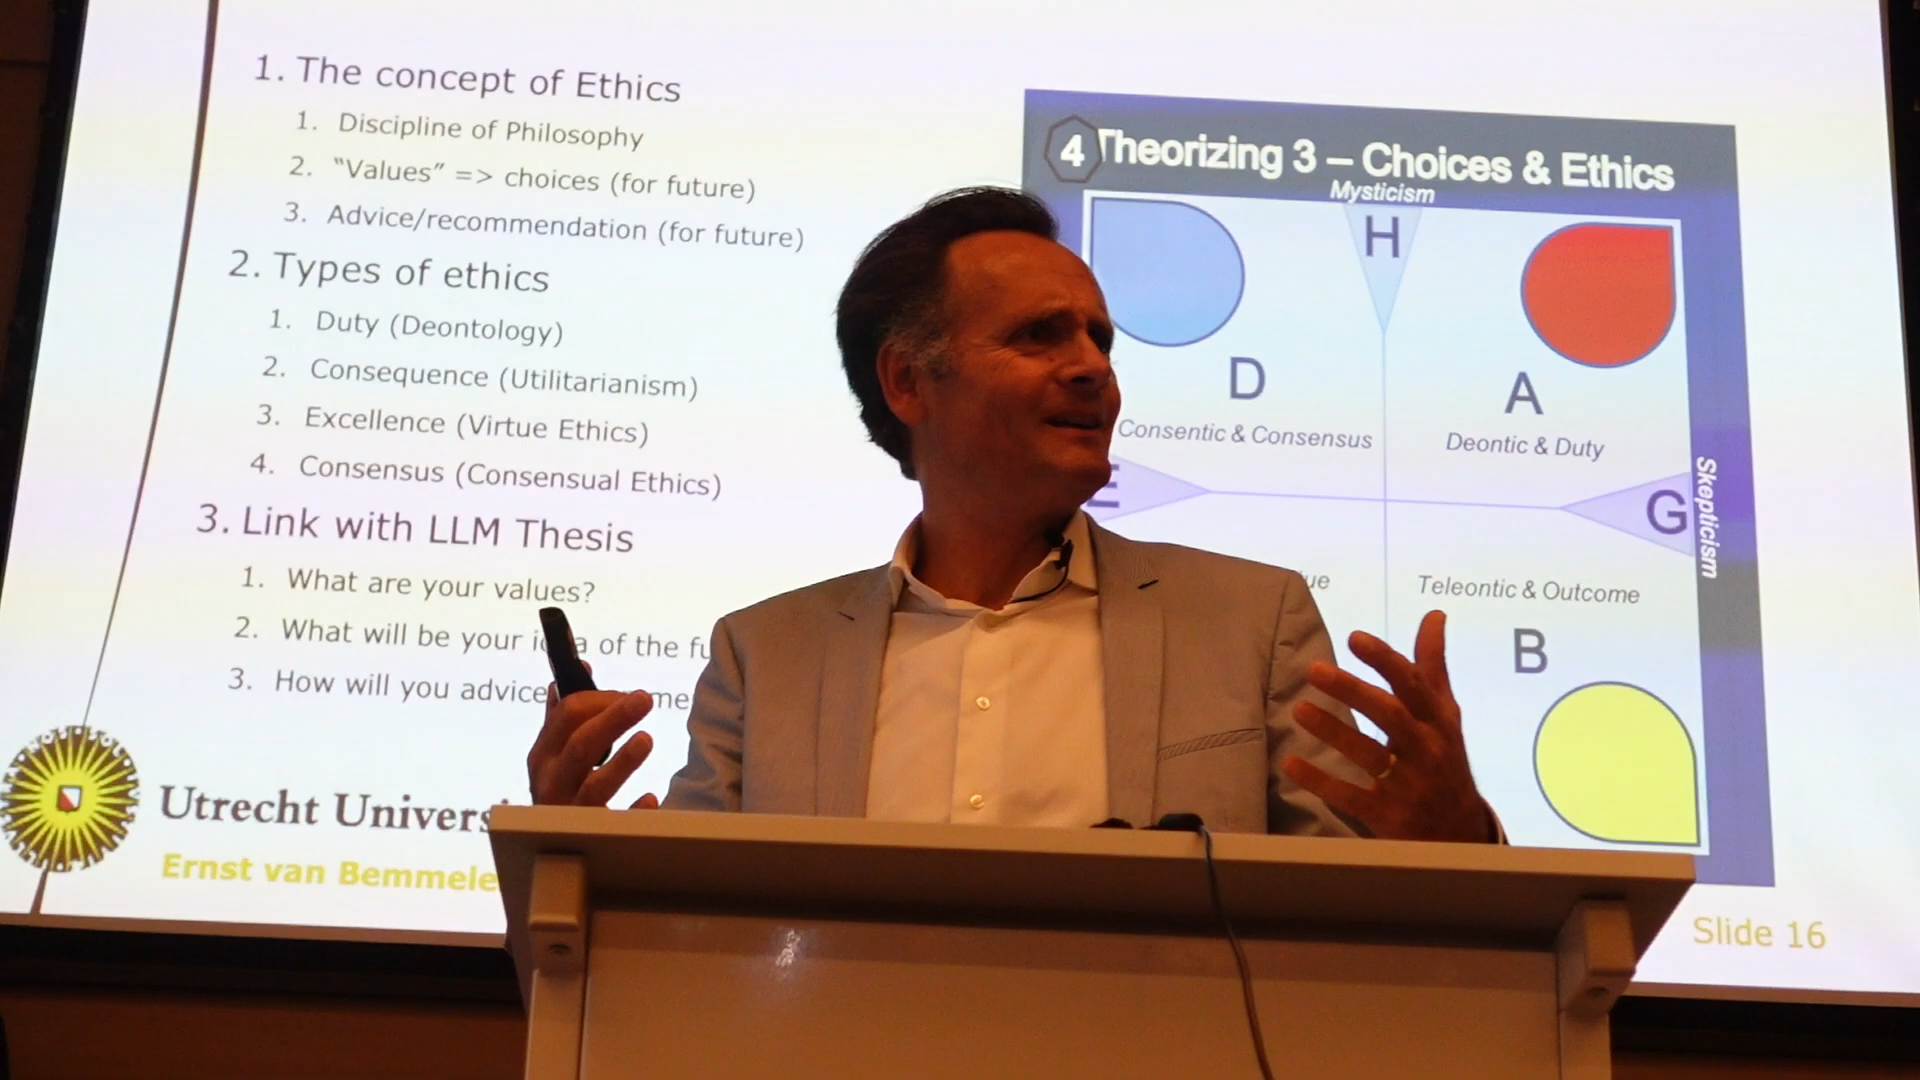 1. The concept of Ethics
1. Discipline of Philosophy
2. "Values" => choices (for future)
3. Advice/recommendation (for future)
2. Types of ethics
1. Duty (Deontology)
2. Consequence (Utilitarianism)
3. Excellence (Virtue Ethics)
4. Consensus (Consensual Ethics)
3. Link with LLM Thesis
1. What are your values?
2. What will be your of the
3. How will you advice
Utrecht
Ernst van
4 Theorizing 3 – Choices & Ethics
Mysticism
H
D
A
Consentic & Consensus
Deontic & Duty
E
G
Skepticism
Teleontic & Outcome
B
Slide 16